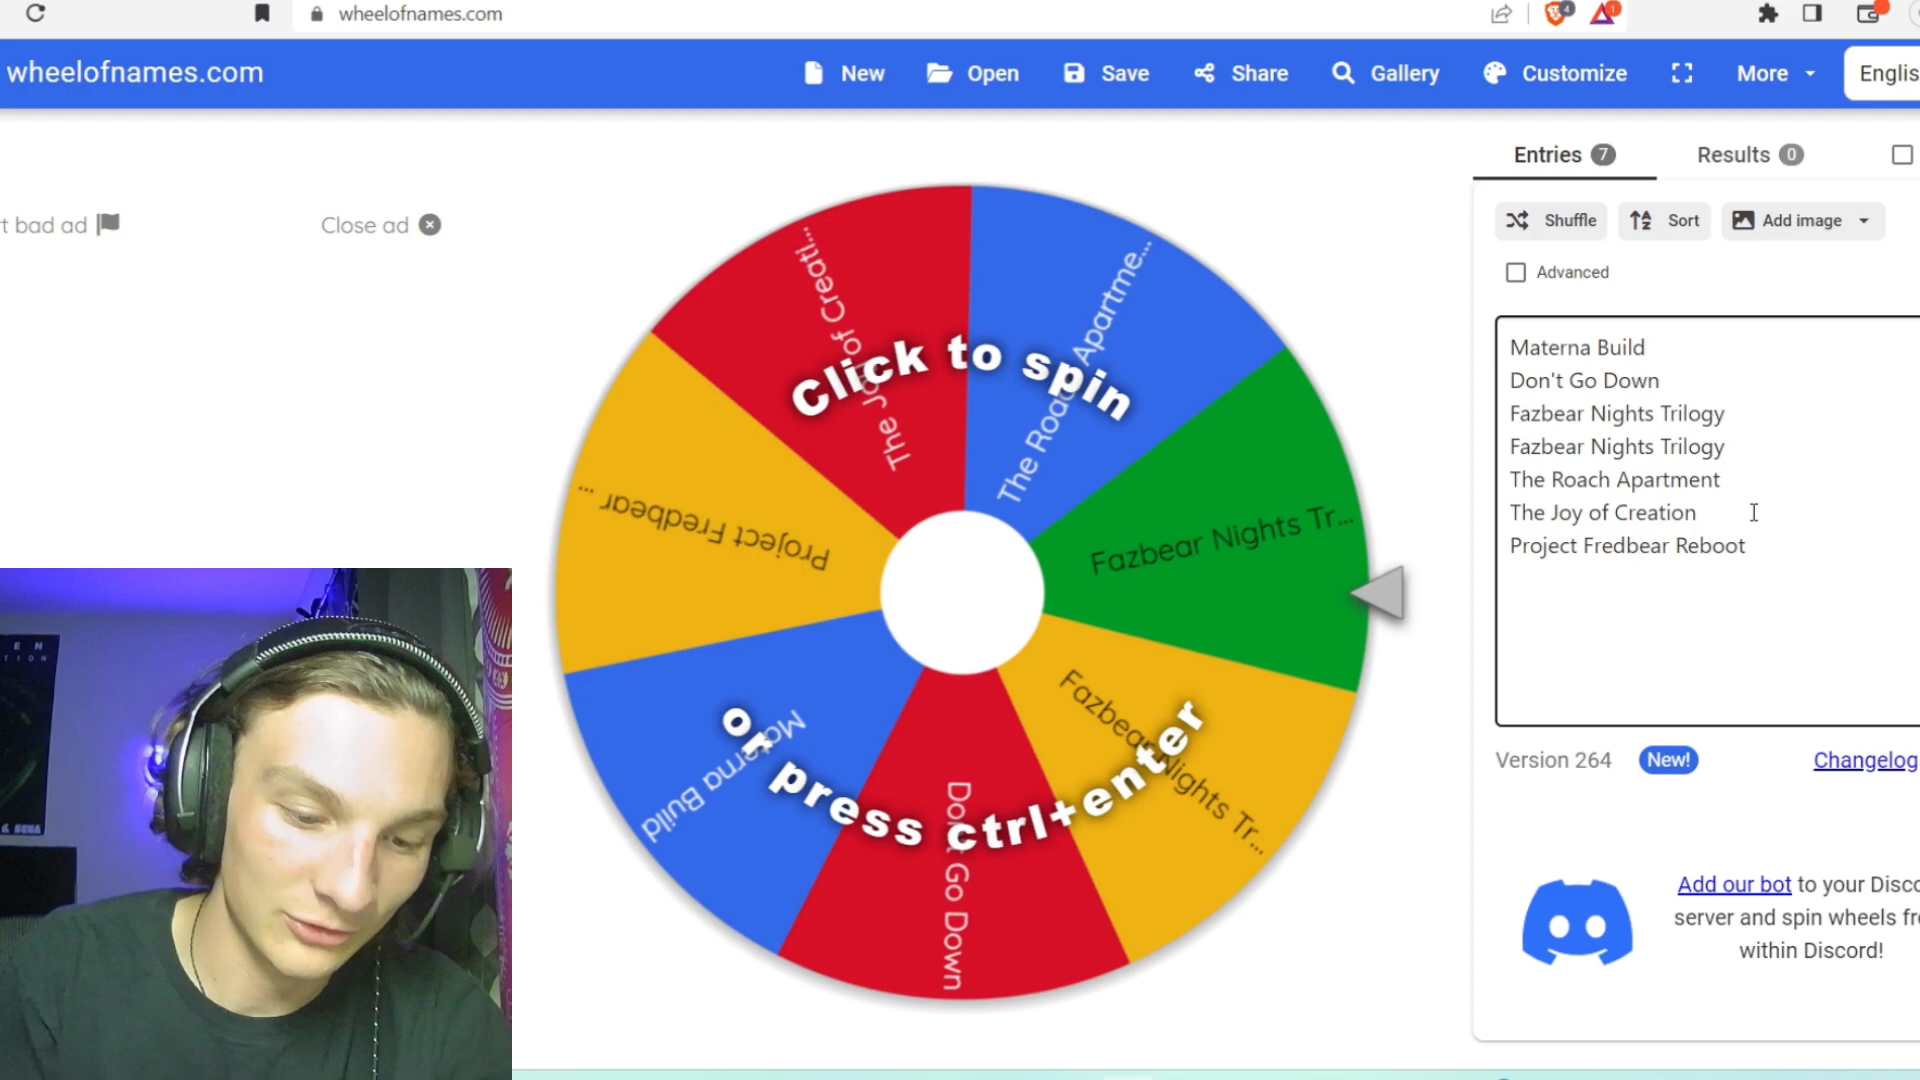 wheelofnames.com
wheelofnames.com
New
Open
Save
Share
Gallery
Customize
More
Englis
t bad ad
Close ad
Entries 7
Results 0
Shuffle
Sort
Add image
Advanced
Materna Build
Don't Go Down
Fazbear Nights Trilogy
Fazbear Nights Trilogy
The Roach Apartment
The Joy of Creation
Project Fredbear Reboot
Version 264
New!
Changelog
Add our bot to your Disco
server and spin wheels fr
within Discord!
Click to spin
or press ctrl+enter
The Joy of Creati...
The Roach Apartme...
Fazbear Nights Tr...
Fazbear Nights Tr...
Don't Go Down
Materna Build
Project Fredbear ...
4
1
E N
T I O N
& SEGA